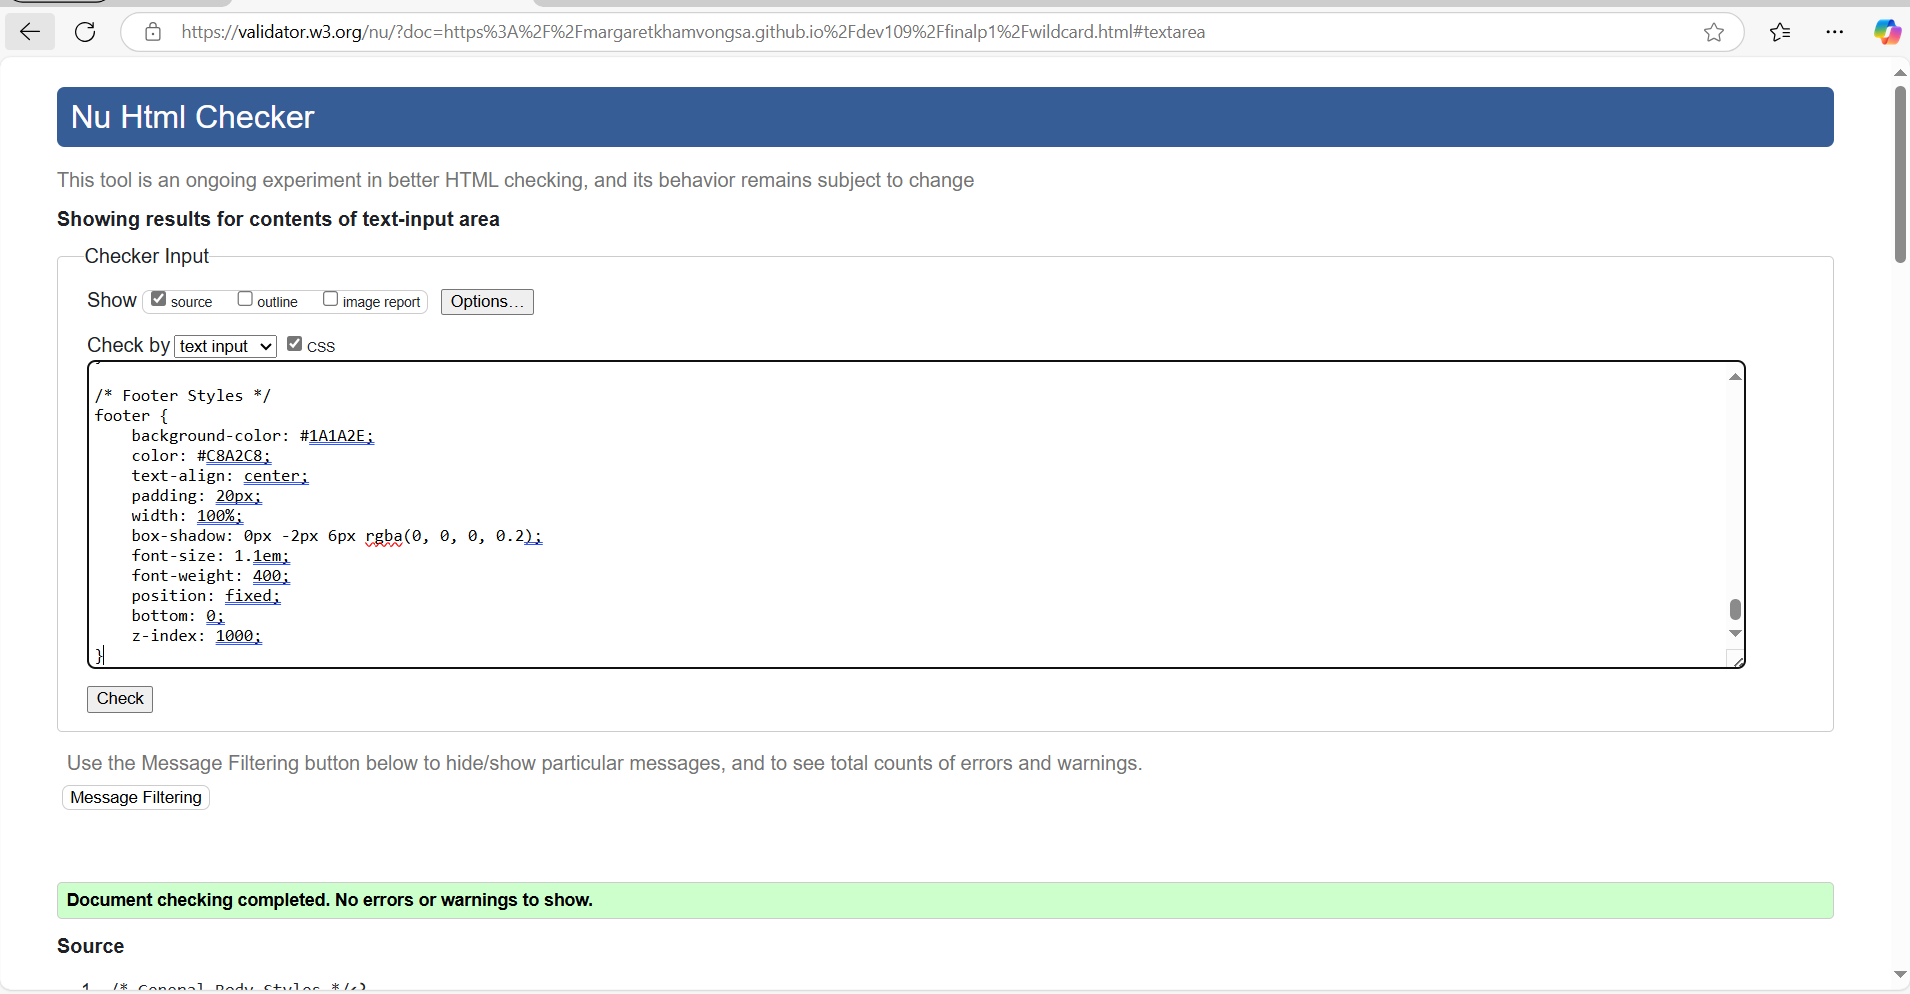 https://validator.w3.org/nu/?doc=https%3A%2F%2Fmargaretkhamvongsa.github.io%2Fdev109%2Ffinalp1%2Fwildcard.html#textarea
Nu Html Checker
This tool is an ongoing experiment in better HTML checking, and its behavior remains subject to change
Showing results for contents of text-input area
Checker Input
Show source outline image report Options...
Check by text input CSS
/* Footer Styles */
footer {
    background-color: #1A1A2E;
    color: #C8A2C8;
    text-align: center;
    padding: 20px;
    width: 100%;
    box-shadow: 0px -2px 6px rgba(0, 0, 0, 0.2);
    font-size: 1.1em;
    font-weight: 400;
    position: fixed;
    bottom: 0;
    z-index: 1000;
}
Check
Use the Message Filtering button below to hide/show particular messages, and to see total counts of errors and warnings.
Message Filtering
Document checking completed. No errors or warnings to show.
Source
1. /* General Body Styles */↩